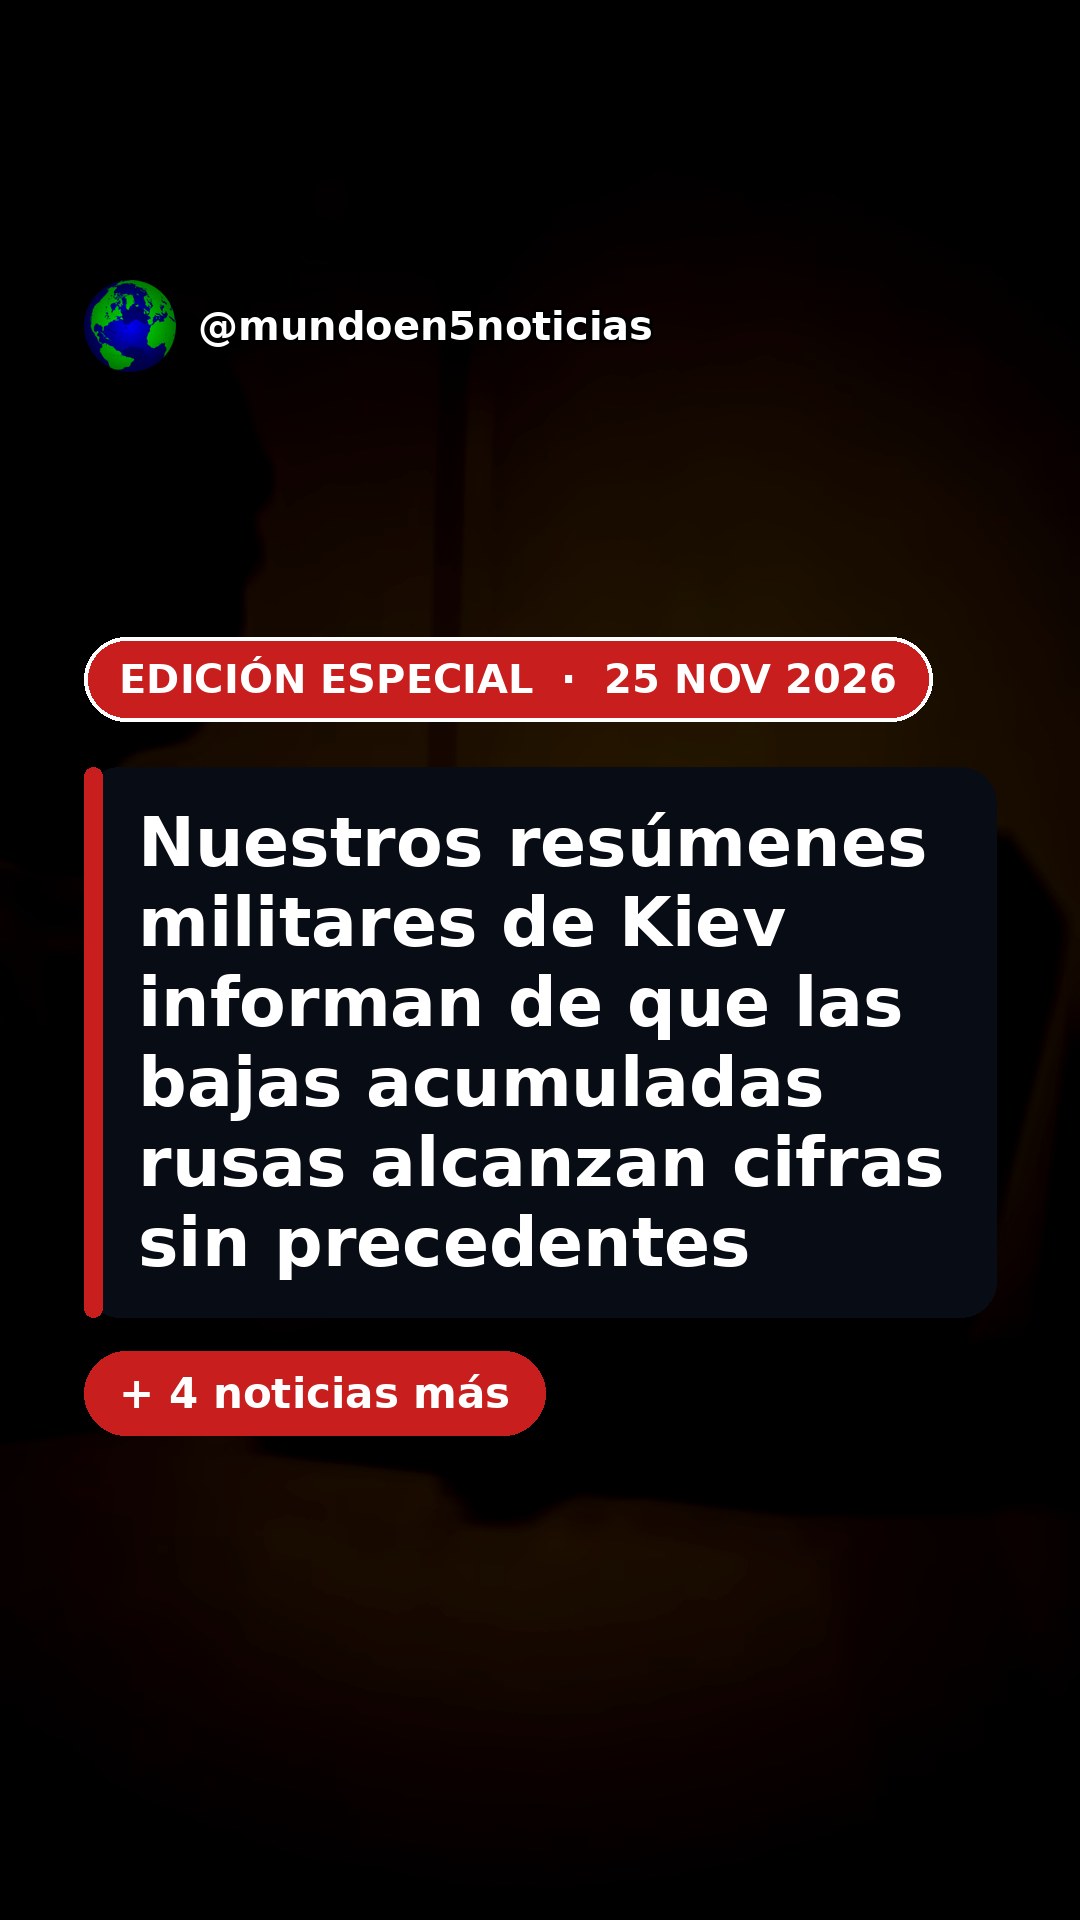 @mundoen5noticias
EDICIÓN ESPECIAL · 25 NOV 2026
Nuestros resúmenes
militares de Kiev
informan de que las
bajas acumuladas
rusas alcanzan cifras
sin precedentes
+ 4 noticias más